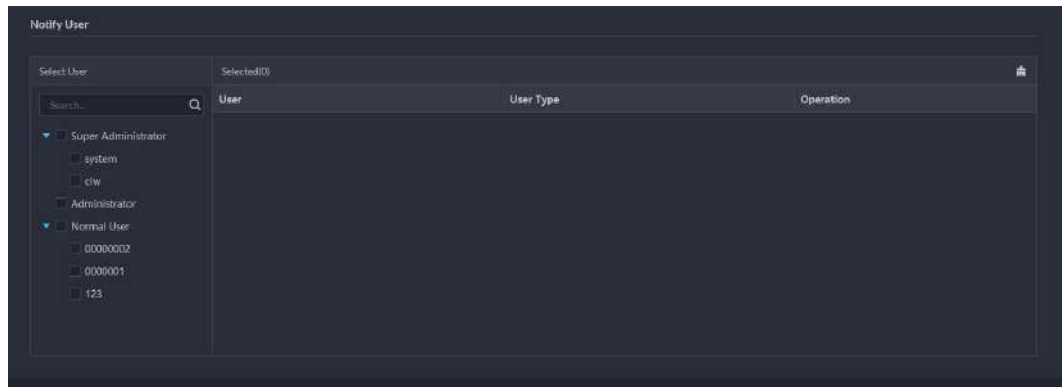 Notify User
Select User
Selected(0)
Search...
User User Type Operation
Super Administrator
system
ciw
Administrator
Normal User
00000002
0000001
123